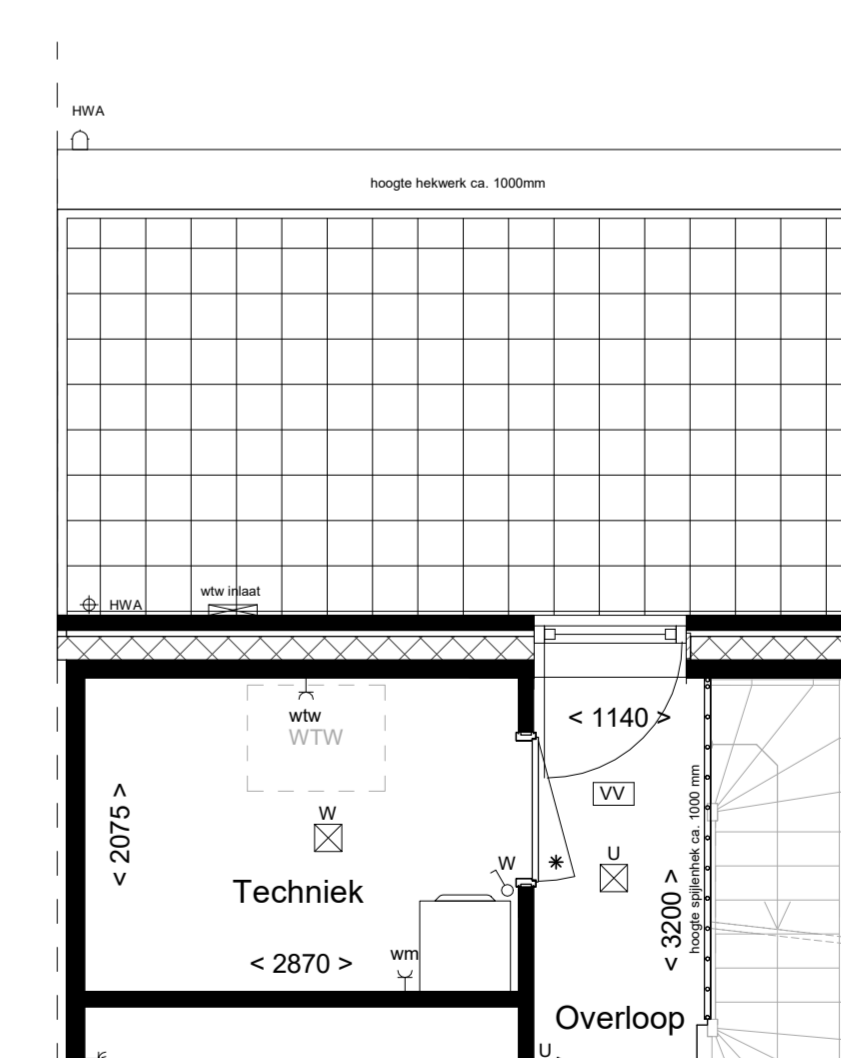 HWA
hoogte hekwerk ca. 1000mm
wtw inlaat
HWA
wtw
WTW
< 1140 >
VV
< 2075 >
W
U
W
Techniek
< 3200 >
hoogte spijlenhek ca. 1000 mm
wm
< 2870 >
Overloop
U